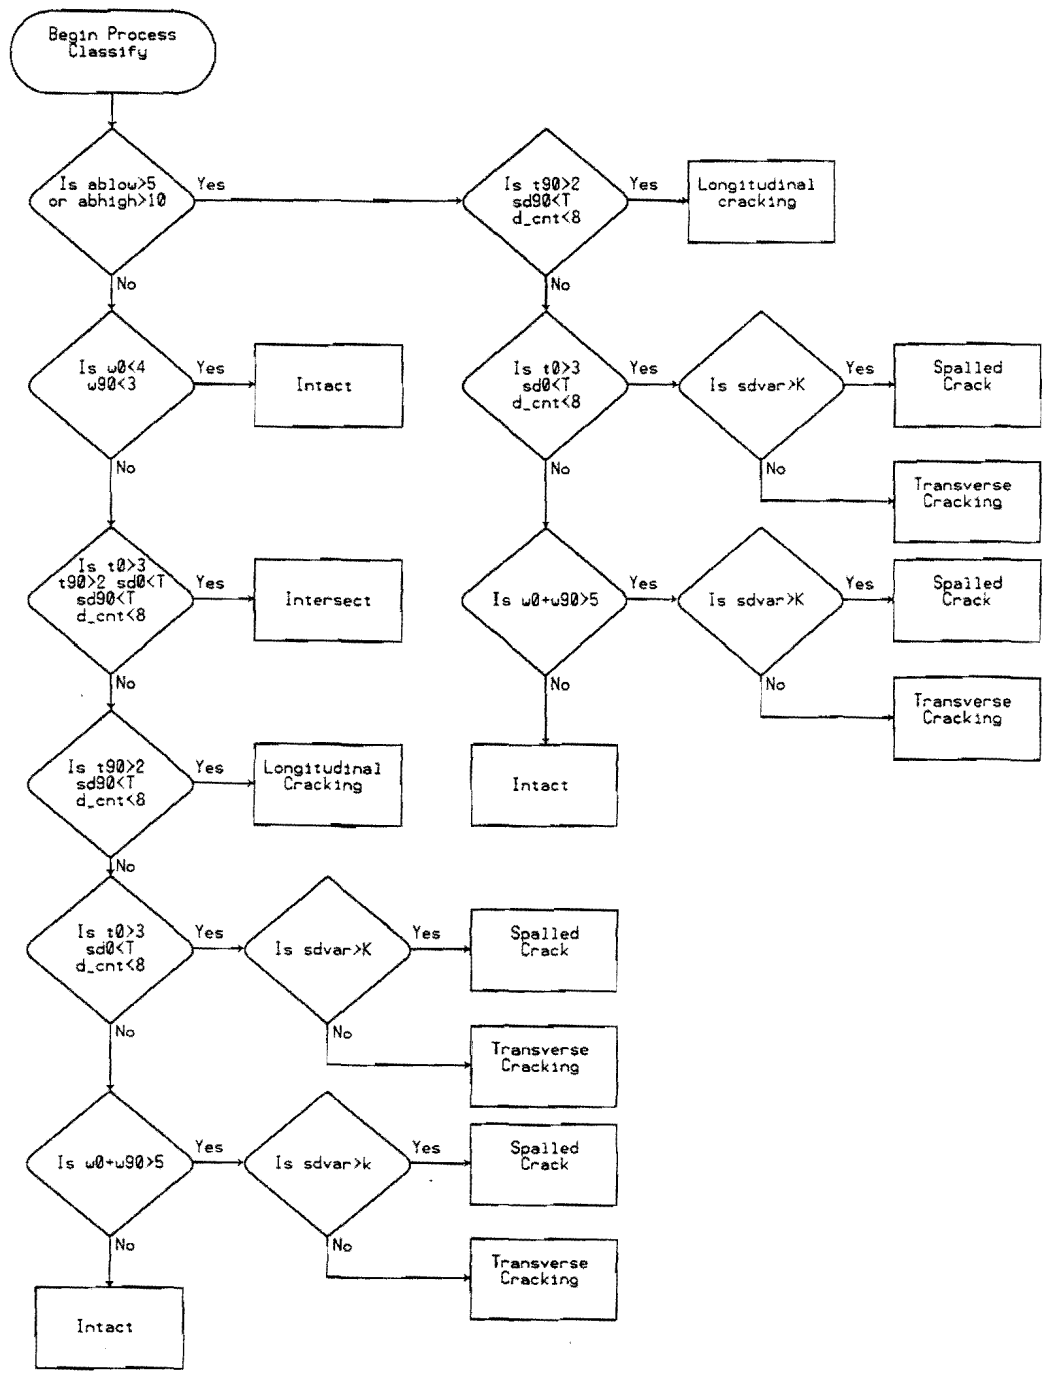 Begin Process
Classify
Is ablow>5
or abhigh>10
Yes
No
Is t90>2
sd90<T
d_cnt<8
Yes
No
Longitudinal
cracking
Is w0<4
w90<3
Yes
No
Intact
Is t0>3
sd0<T
d_cnt<8
Yes
No
Is sdvar>K
Yes
No
Spalled
Crack
Transverse
Cracking
Is t0>3
t90>2 sd0<T
sd90<T
d_cnt<8
Yes
No
Intersect
Is w0+w90>5
Yes
No
Is sdvar>K
Yes
No
Spalled
Crack
Transverse
Cracking
Intact
Is t90>2
sd90<T
d_cnt<8
Yes
No
Longitudinal
Cracking
Is t0>3
sd0<T
d_cnt<8
Yes
No
Is sdvar>K
Yes
No
Spalled
Crack
Transverse
Cracking
Is w0+w90>5
Yes
No
Is sdvar>k
Yes
No
Spalled
Crack
Transverse
Cracking
Intact